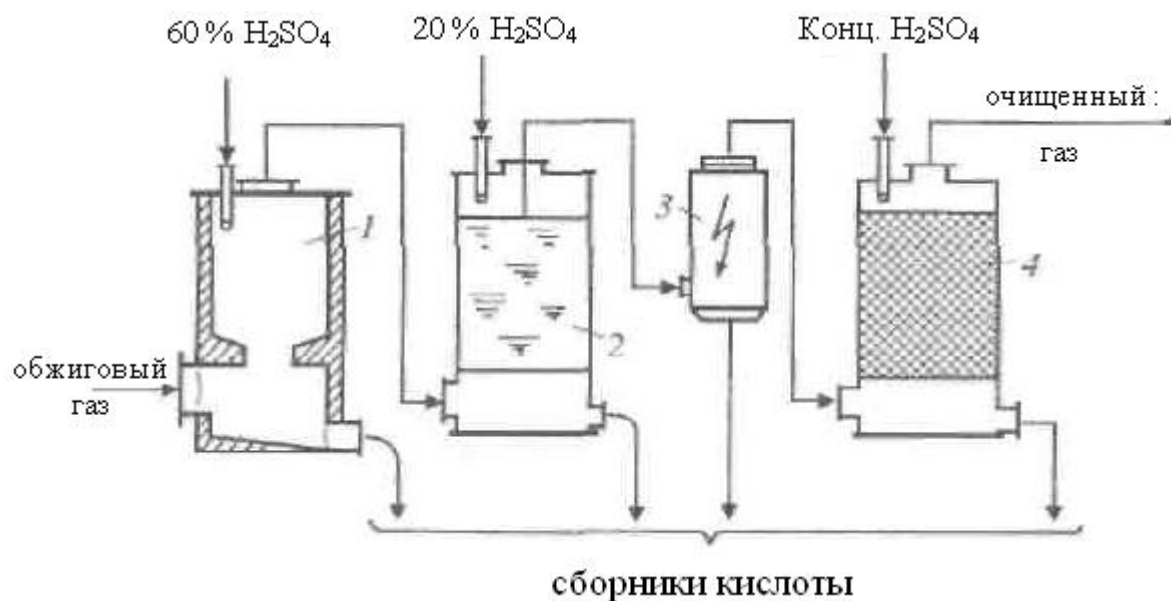 60% H₂SO₄
20% H₂SO₄
Конц. H₂SO₄
очищенный :
газ
1
2
3
4
обжиговый
газ
сборники кислоты